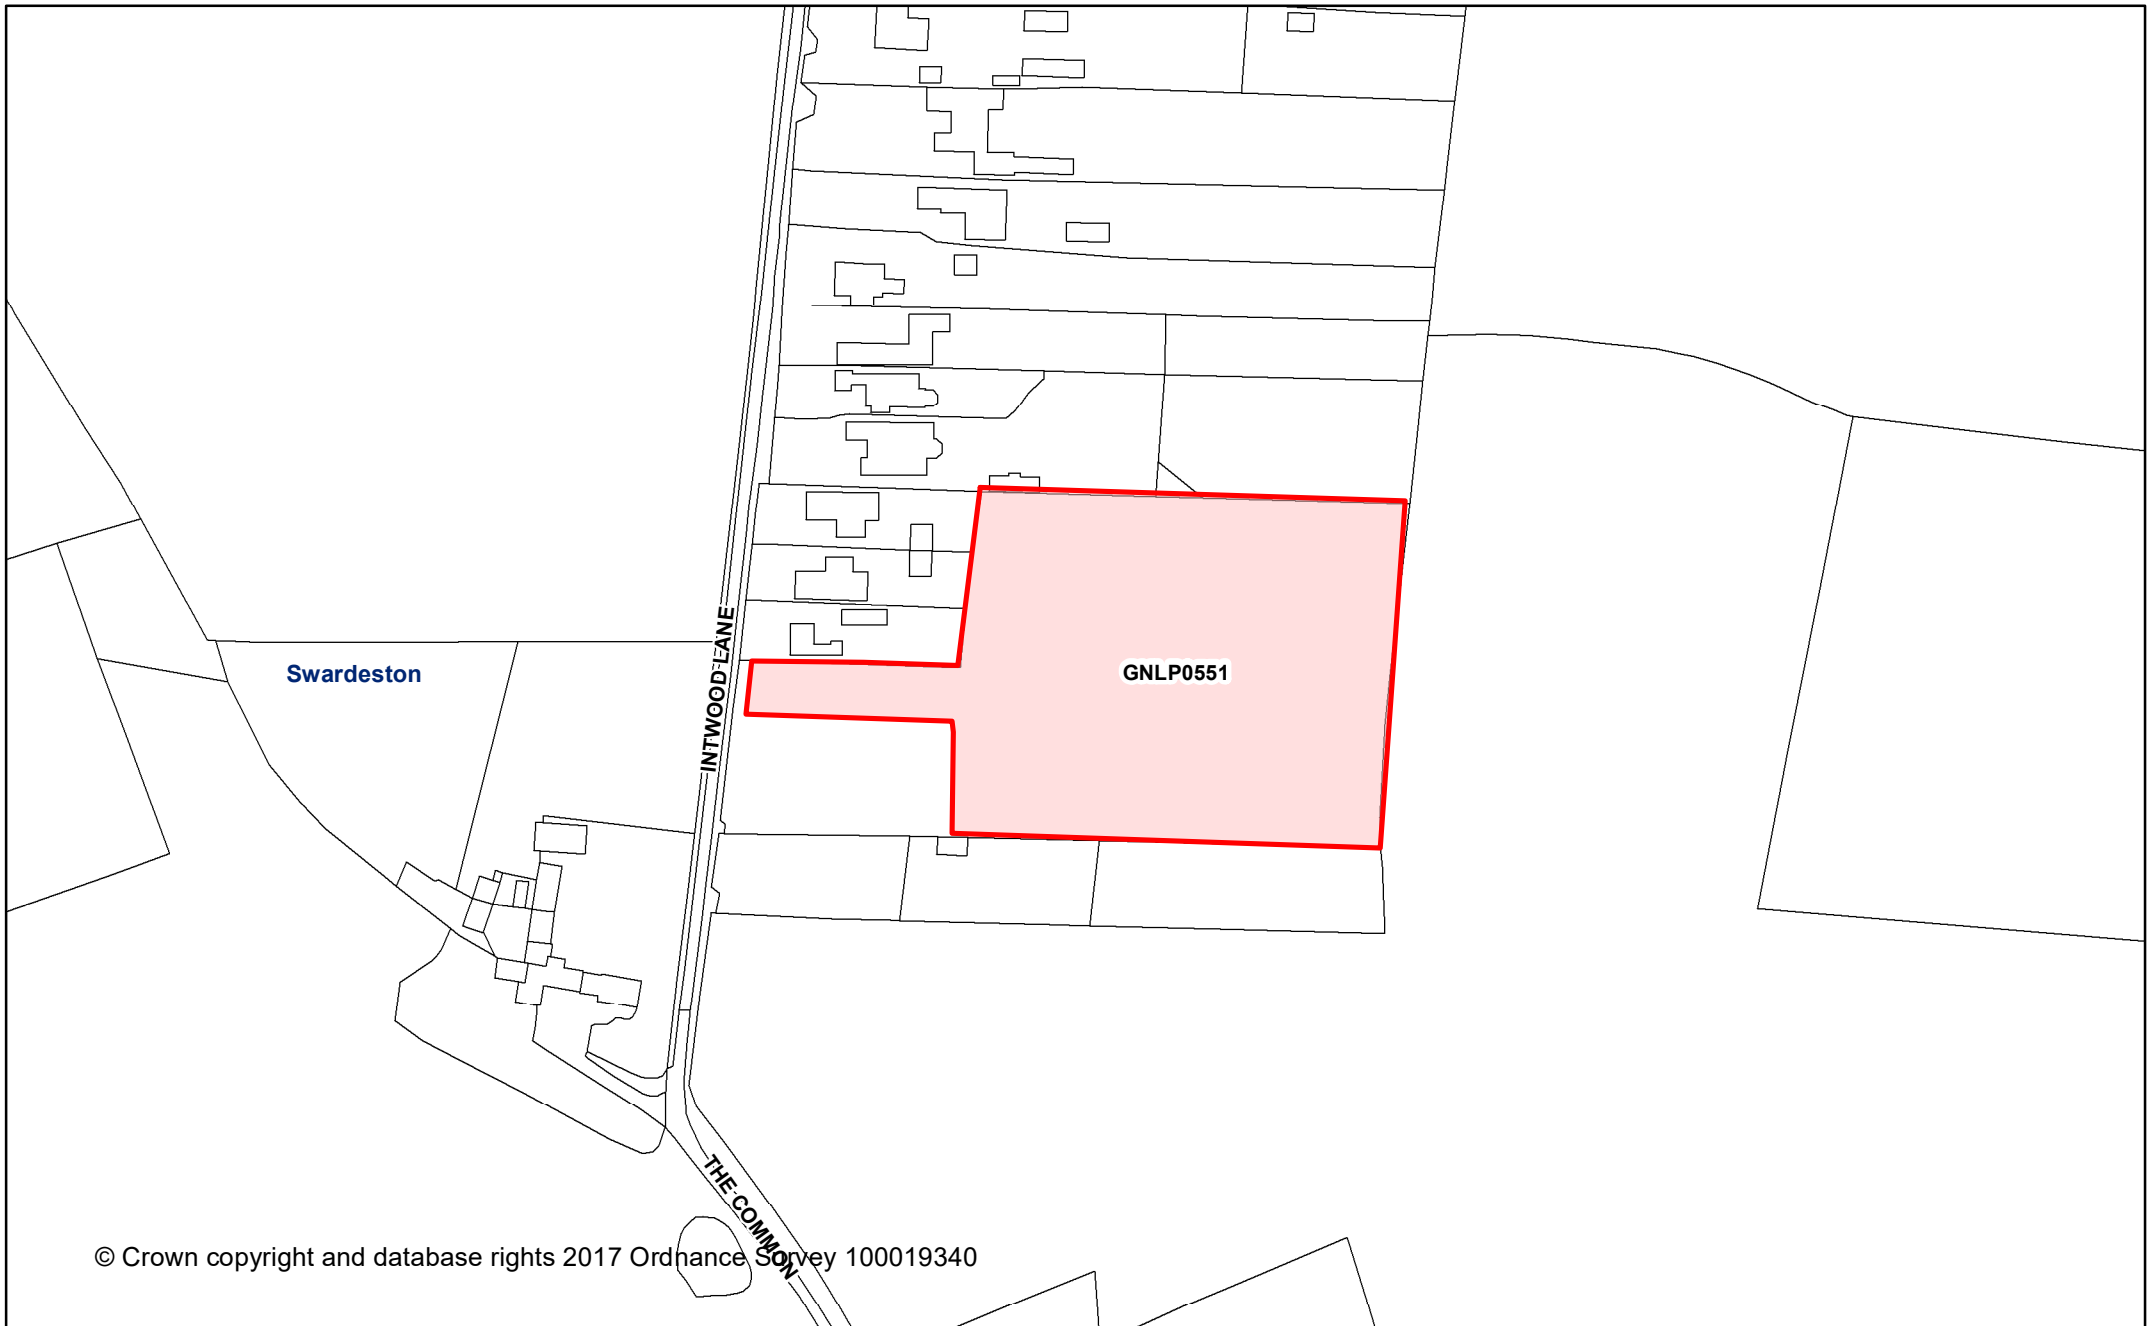 Swardeston
INTWOOD LANE
GNLP0551
THE COMMON
© Crown copyright and database rights 2017 Ordnance Survey 100019340